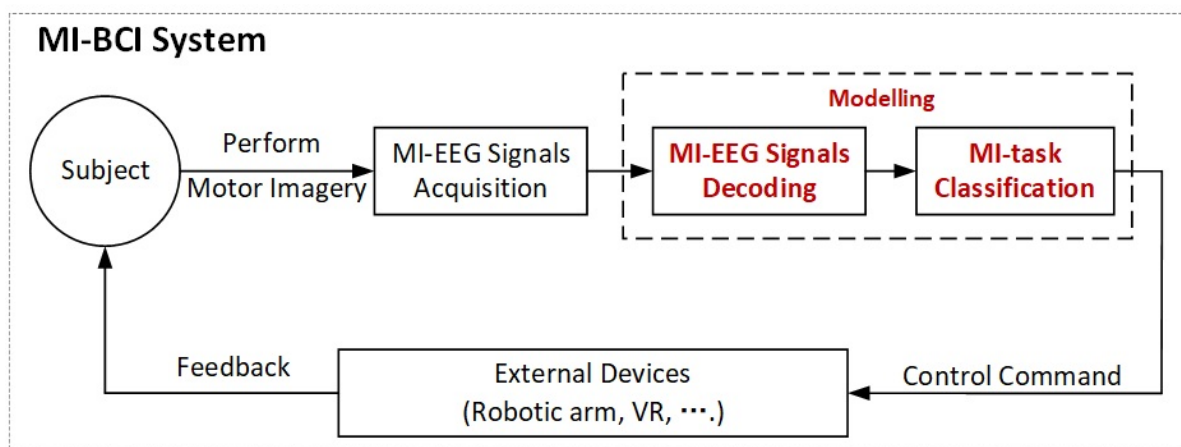 MI-BCI System
Modelling
Subject
Perform
Motor Imagery
MI-EEG Signals
Acquisition
MI-EEG Signals
Decoding
MI-task
Classification
Feedback
External Devices
(Robotic arm, VR, ….)
Control Command